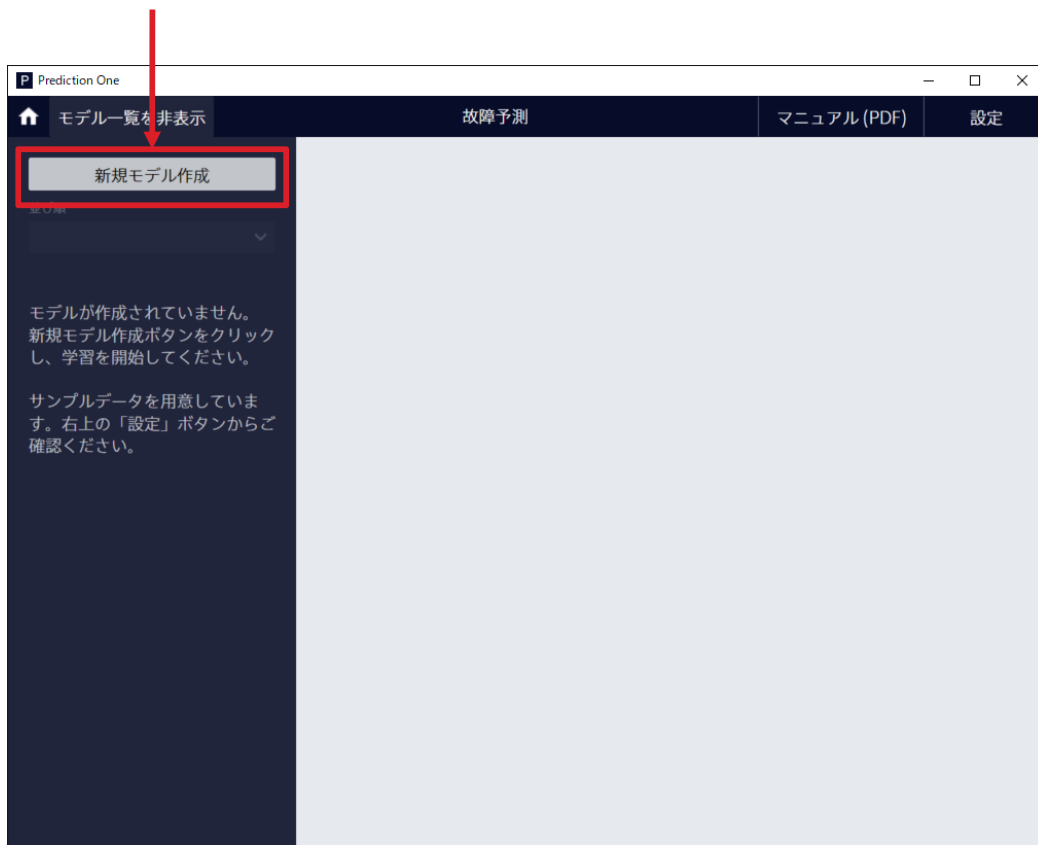 P Prediction One
モデル一覧を非表示
故障予測
マニュアル (PDF)
設定
新規モデル作成
並び順
モデルが作成されていません。
新規モデル作成ボタンをクリック
し、学習を開始してください。
サンプルデータを用意していま
す。右上の「設定」ボタンからご
確認ください。